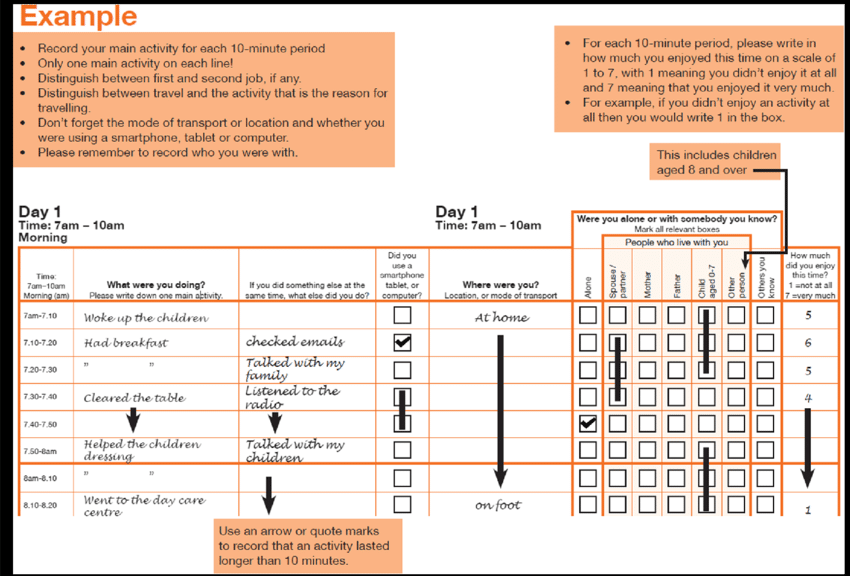 Example
• Record your main activity for each 10-minute period
• Only one main activity on each line!
• Distinguish between first and second job, if any.
• Distinguish between travel and the activity that is the reason for
travelling.
• Don't forget the mode of transport or location and whether you
were using a smartphone, tablet or computer.
• Please remember to record who you were with.
• For each 10-minute period, please write in
how much you enjoyed this time on a scale of
1 to 7, with 1 meaning you didn't enjoy it at all
and 7 meaning that you enjoyed it very much.
• For example, if you didn't enjoy an activity at
all then you would write 1 in the box.
This includes children
aged 8 and over
Day 1
Time: 7am – 10am
Morning
Day 1
Time: 7am – 10am
Were you alone or with somebody you know?
Mark all relevant boxes
People who live with you
Time:
7am–10am
Morning (am)
What were you doing?
Please write down one main activity.
If you did something else at the
same time, what else did you do?
Did you
use a
smartphone
tablet, or
computer?
Where were you?
Location, or mode of transport
Alone
Spouse/
partner
Mother
Father
Child
aged 0-7
Other
person
Others you
know
How much
did you enjoy
this time?
1 =not at all
7 =very much
7am–7.10
Woke up the children
At home
5
7.10–7.20
Had breakfast
checked emails
6
7.20–7.30
" "
Talked with my
family
5
7.30–7.40
Cleared the table
Listened to the
radio
4
7.40–7.50
7.50–8am
Helped the children
dressing
Talked with my
children
8am–8.10
" "
8.10–8.20
Went to the day care
centre
on foot
1
Use an arrow or quote marks
to record that an activity lasted
longer than 10 minutes.